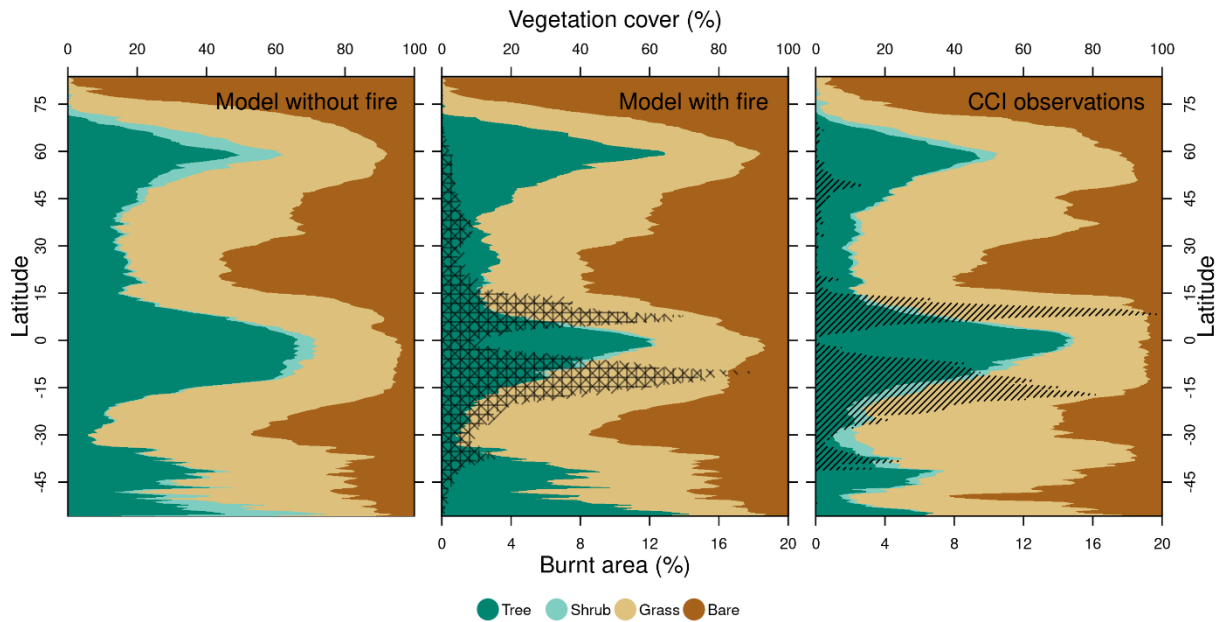 Vegetation cover (%)
0 20 40 60 80 100
0 20 40 60 80 100
0 20 40 60 80 100
Model without fire
Model with fire
CCI observations
Latitude
75
60
45
30
15
0
-15
-30
-45
Latitude
75
60
45
30
15
0
-15
-30
-45
0 4 8 12 16 20
0 4 8 12 16 20
Burnt area (%)
Tree Shrub Grass Bare